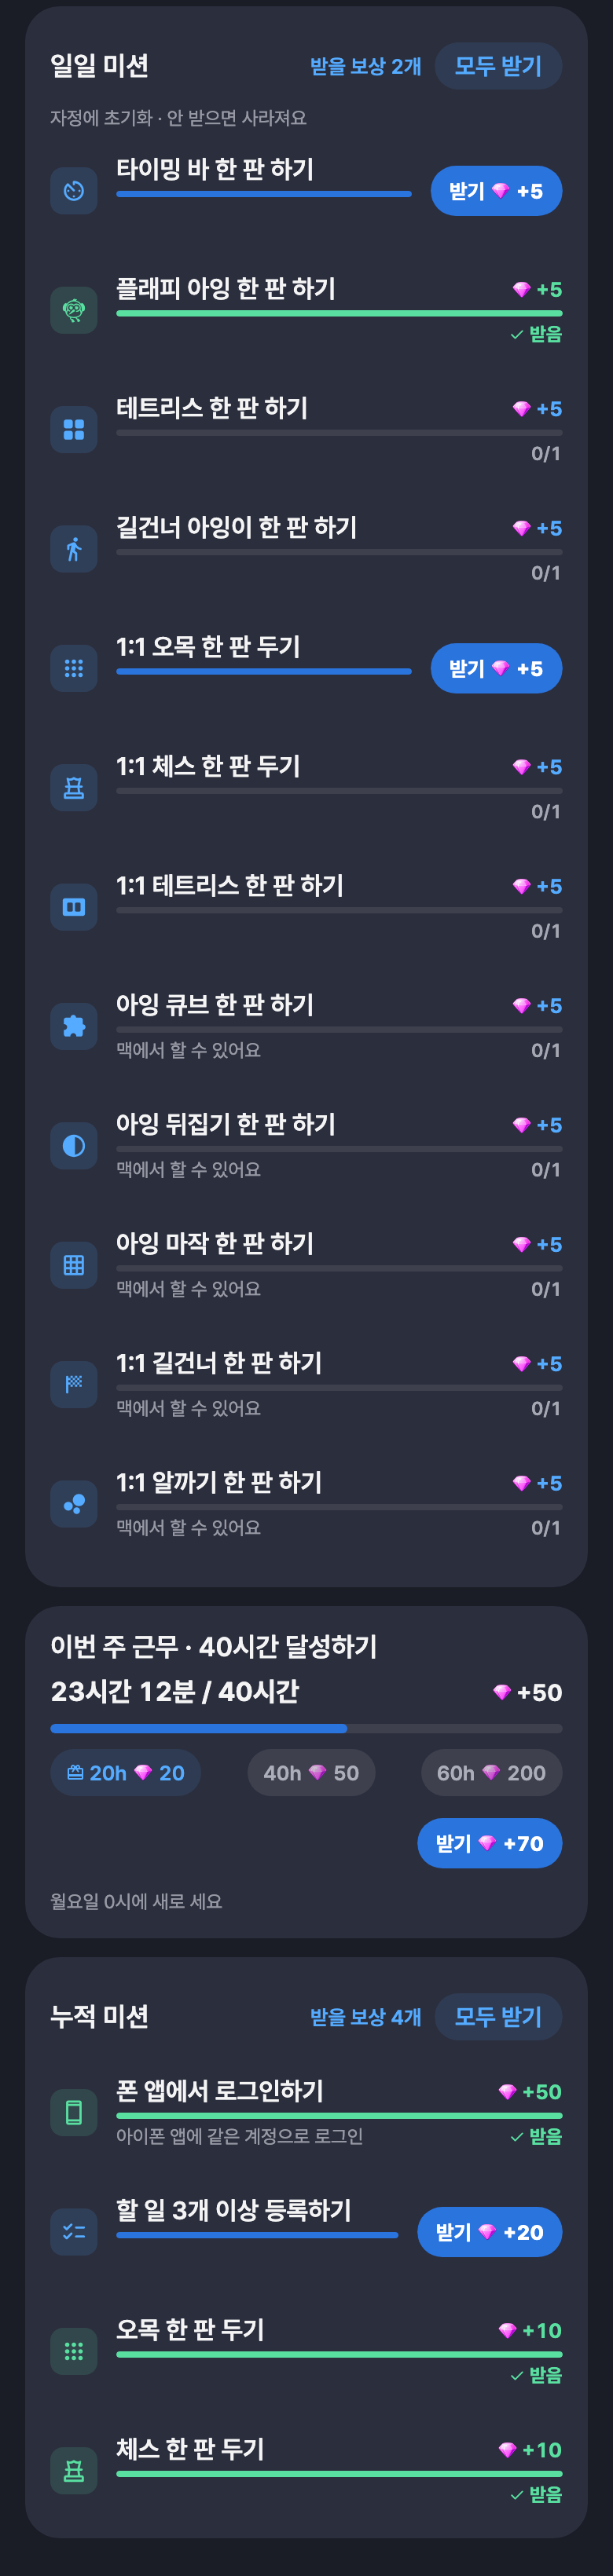 일일 미션
받을 보상 2개
모두 받기
자정에 초기화 · 안 받으면 사라져요
타이밍 바 한 판 하기
받기 +5
플래피 아잉 한 판 하기
+5
받음
테트리스 한 판 하기
+5
0/1
길건너 아잉이 한 판 하기
+5
0/1
1:1 오목 한 판 두기
받기 +5
1:1 체스 한 판 두기
+5
0/1
1:1 테트리스 한 판 하기
+5
0/1
아잉 큐브 한 판 하기
+5
맥에서 할 수 있어요
0/1
아잉 뒤집기 한 판 하기
+5
맥에서 할 수 있어요
0/1
아잉 마작 한 판 하기
+5
맥에서 할 수 있어요
0/1
1:1 길건너 한 판 하기
+5
맥에서 할 수 있어요
0/1
1:1 알까기 한 판 하기
+5
맥에서 할 수 있어요
0/1
이번 주 근무 · 40시간 달성하기
23시간 12분 / 40시간
+50
20h 20
40h 50
60h 200
받기 +70
월요일 0시에 새로 세요
누적 미션
받을 보상 4개
모두 받기
폰 앱에서 로그인하기
+50
아이폰 앱에 같은 계정으로 로그인
받음
할 일 3개 이상 등록하기
받기 +20
오목 한 판 두기
+10
받음
체스 한 판 두기
+10
받음